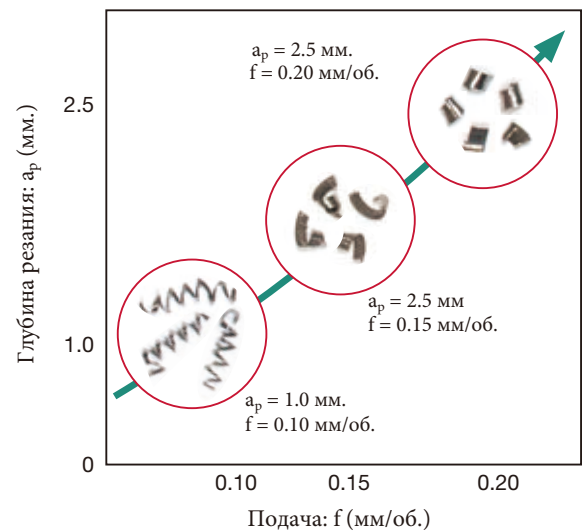 aₚ = 2.5 мм.
f = 0.20 мм/об.
2.5
Глубина резания: aₚ (мм.)
aₚ = 2.5 мм
f = 0.15 мм/об.
1.0
aₚ = 1.0 мм.
f = 0.10 мм/об.
0
0.10 0.15 0.20
Подача: f (мм/об.)